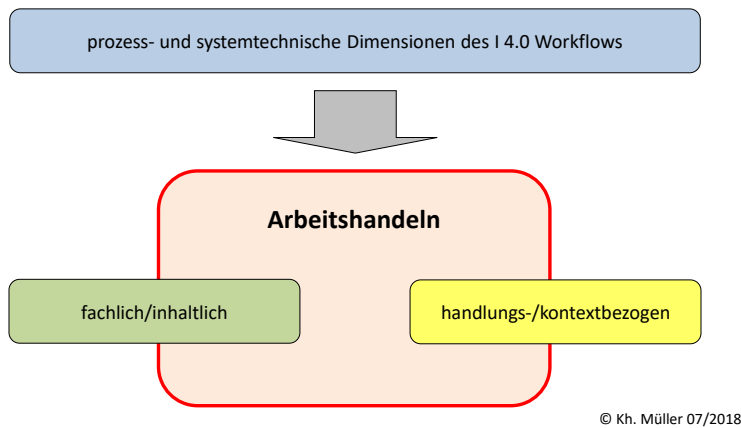 prozess- und systemtechnische Dimensionen des I 4.0 Workflows
Arbeitshandeln
fachlich/inhaltlich
handlungs-/kontextbezogen
© Kh. Müller 07/2018